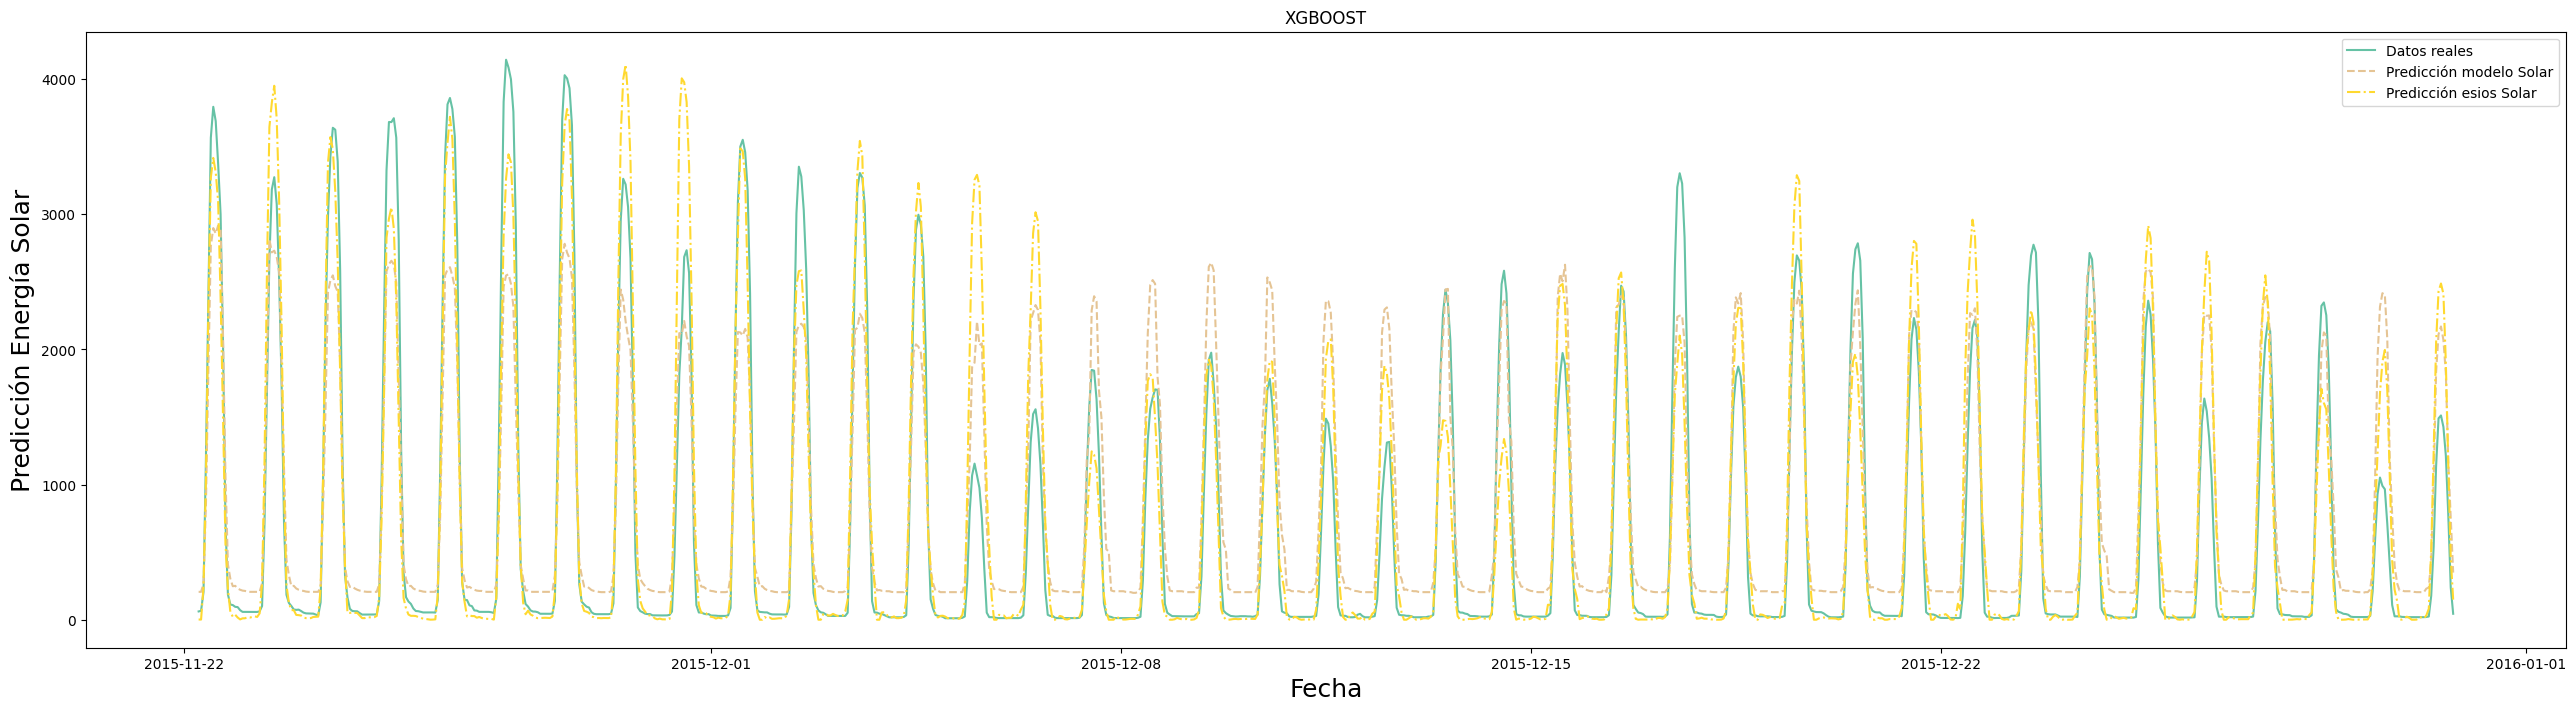 XGBOOST
Datos reales
Predicción modelo Solar
Predicción esios Solar
Predicción Energía Solar
4000
3000
2000
1000
0
2015-11-22
2015-12-01
2015-12-08
2015-12-15
2015-12-22
2016-01-01
Fecha